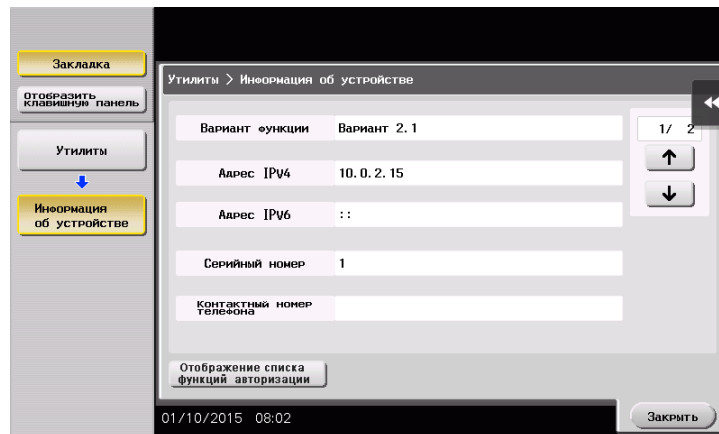 Закладка
Отобразить
клавишную панель
Утилиты
Информация
об устройстве
Утилиты > Информация об устройстве
Вариант функции Вариант 2.1
1/ 2
Адрес IPv4 10.0.2.15
Адрес IPv6 ::
Серийный номер 1
Контактный номер
телефона
Отображение списка
функций авторизации
01/10/2015 08:02
Закрыть